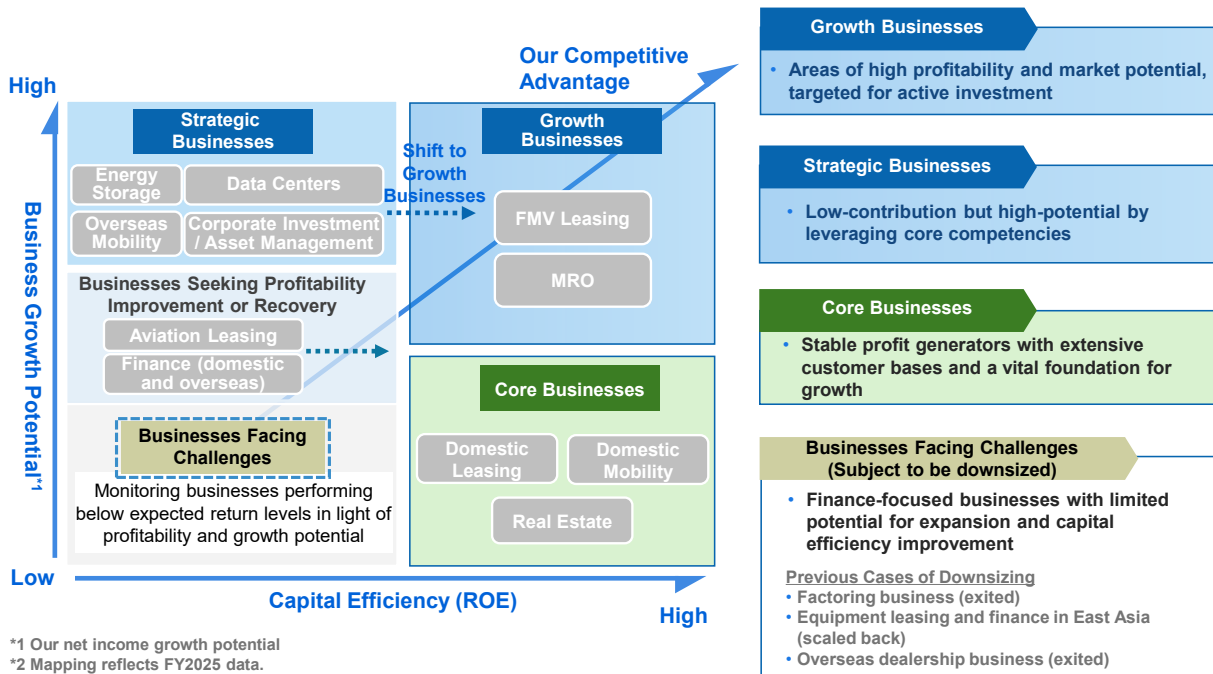 Our Competitive
Advantage
High
Business Growth Potential*1
Low
Strategic
Businesses
Energy
Storage
Data Centers
Overseas
Mobility
Corporate Investment
/ Asset Management
Shift to
Growth
Businesses
Growth
Businesses
FMV Leasing
MRO
Businesses Seeking Profitability
Improvement or Recovery
Aviation Leasing
Finance (domestic
and overseas)
Businesses Facing
Challenges
Monitoring businesses performing
below expected return levels in light of
profitability and growth potential
Core Businesses
Domestic
Leasing
Domestic
Mobility
Real Estate
Capital Efficiency (ROE)
High
*1 Our net income growth potential
*2 Mapping reflects FY2025 data.
Growth Businesses
• Areas of high profitability and market potential,
targeted for active investment
Strategic Businesses
• Low-contribution but high-potential by
leveraging core competencies
Core Businesses
• Stable profit generators with extensive
customer bases and a vital foundation for
growth
Businesses Facing Challenges
(Subject to be downsized)
• Finance-focused businesses with limited
potential for expansion and capital
efficiency improvement
Previous Cases of Downsizing
• Factoring business (exited)
• Equipment leasing and finance in East Asia
(scaled back)
• Overseas dealership business (exited)